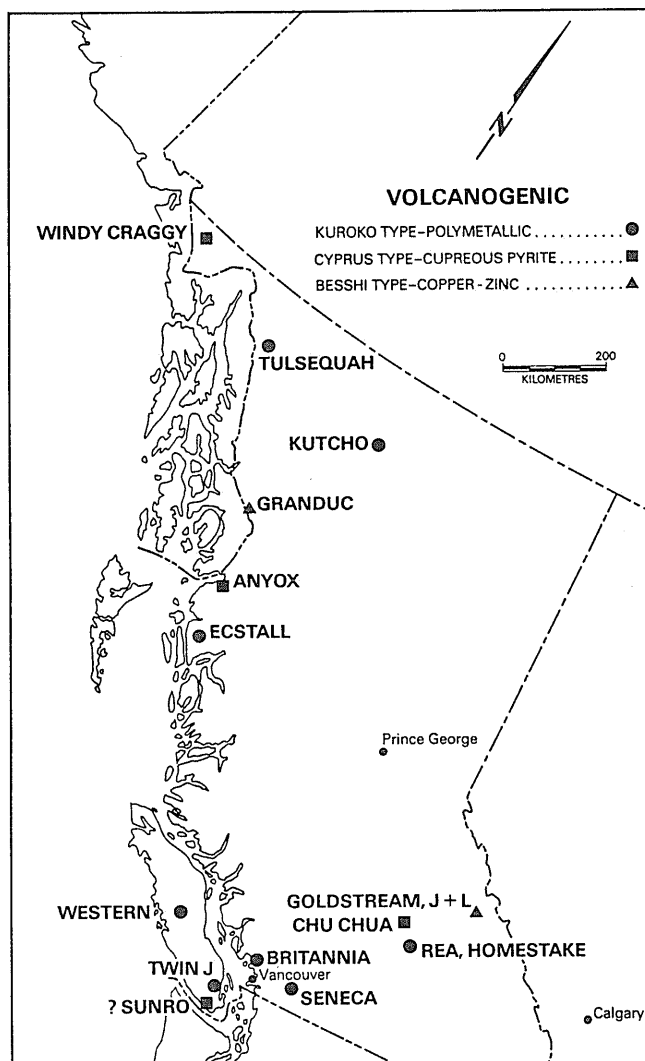 N
VOLCANOGENIC
KUROKO TYPE-POLYMETALLIC ..........
CYPRUS TYPE-CUPREOUS PYRITE ......
BESSHI TYPE-COPPER-ZINC ............
0 200
KILOMETRES
WINDY CRAGGY
TULSEQUAH
KUTCHO
GRANDUC
ANYOX
ECSTALL
Prince George
GOLDSTREAM, J+L
WESTERN
CHU CHUA
REA, HOMESTAKE
BRITANNIA
Vancouver
TWIN J
SENECA
? SUNRO
Calgary